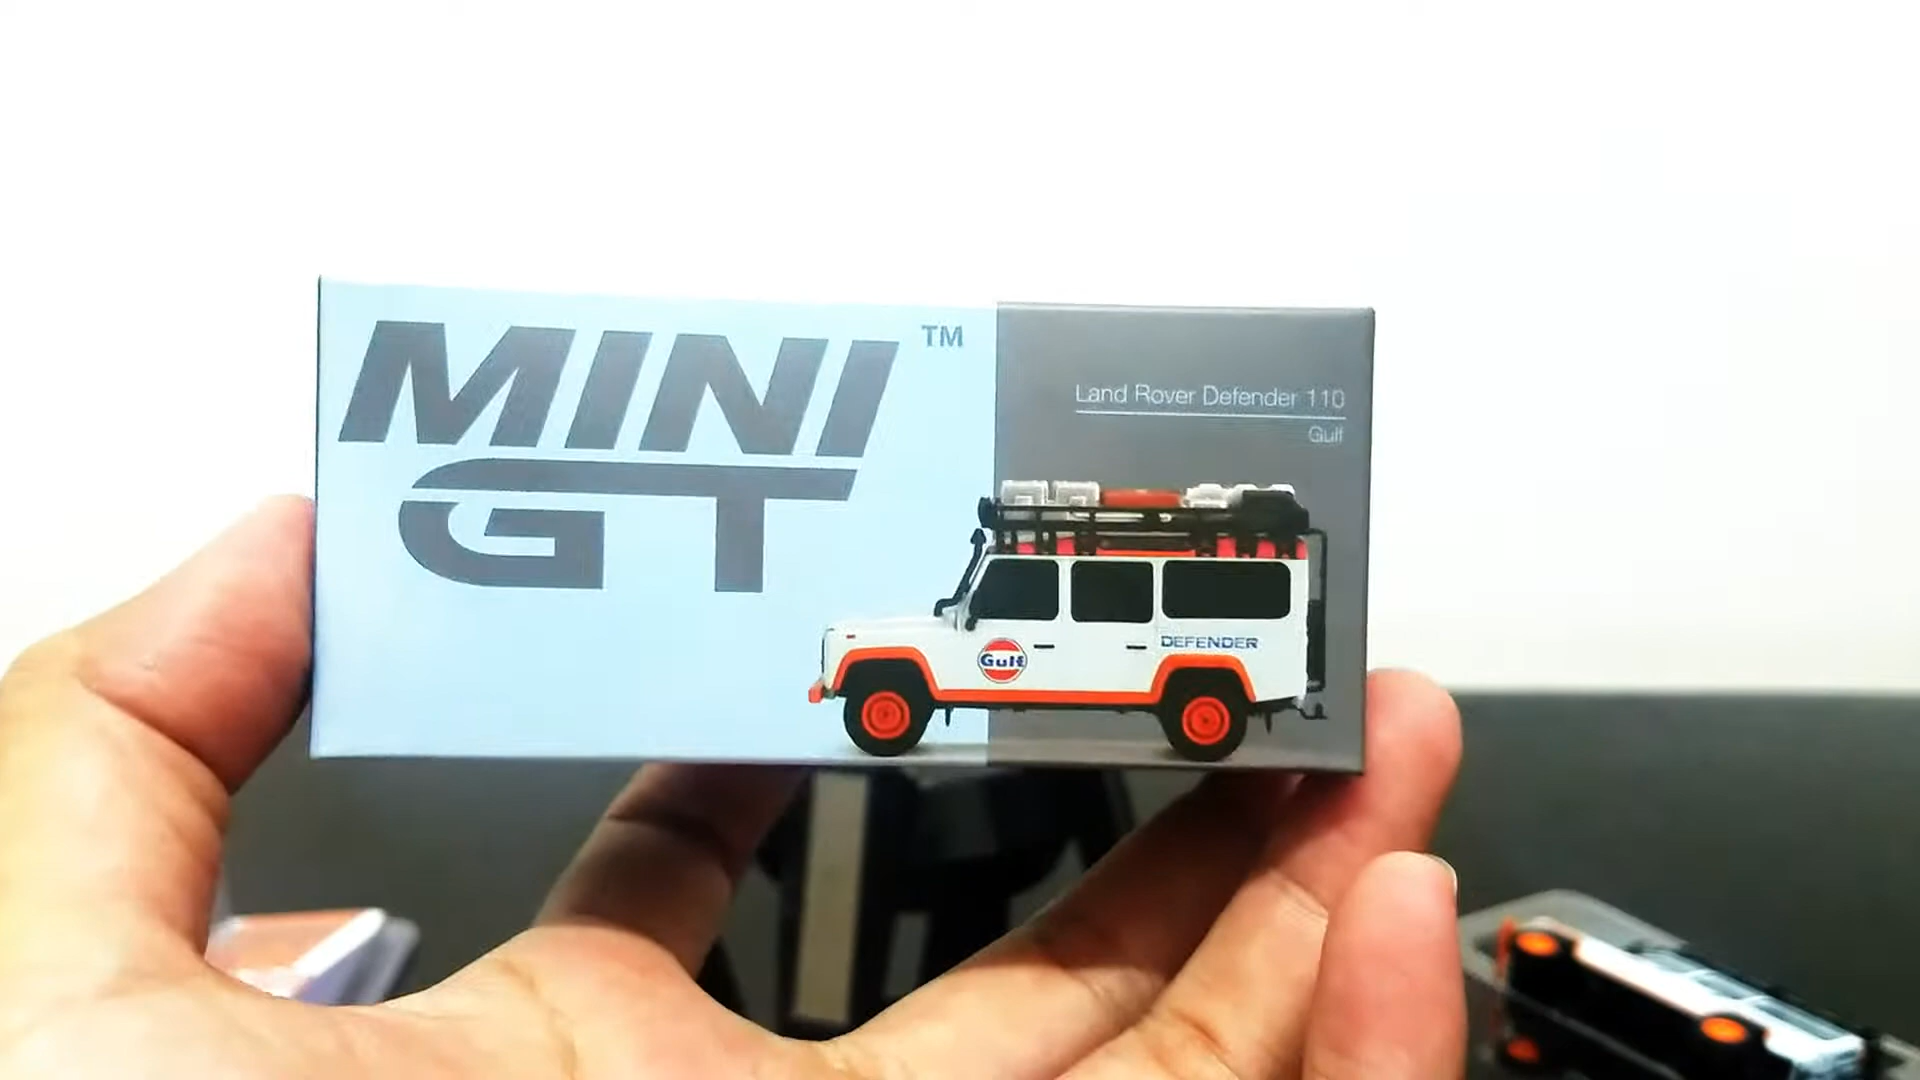 MINI
GT
TM
Land Rover Defender 110
Gulf
Gulf
DEFENDER